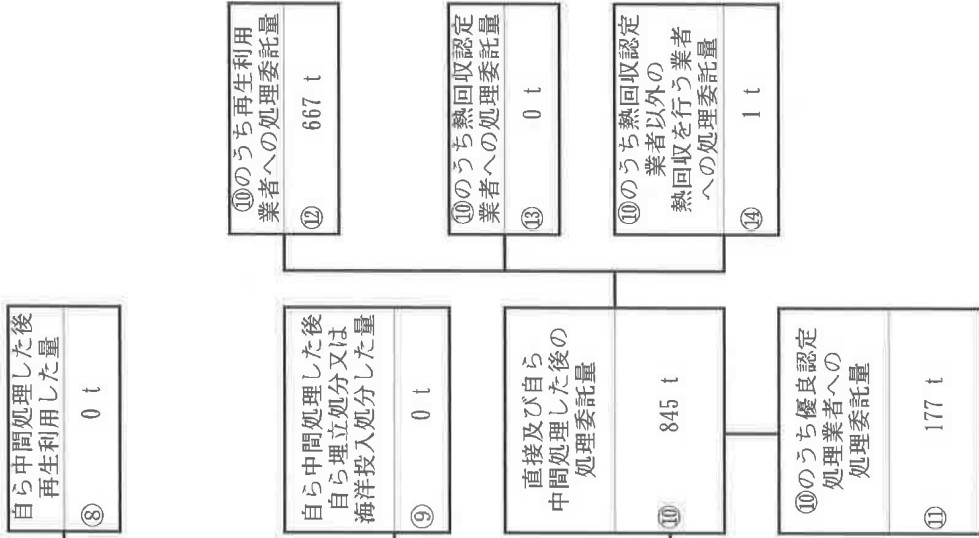 自ら中間処理した後
再生利用した量
⑧
0 t
自ら中間処理した後
自ら埋立処分又は
海洋投入処分した量
⑨
0 t
直接及び自ら
中間処理した後の
処理委託量
⑩
845 t
⑩のうち優良認定
処理業者への
処理委託量
⑪
177 t
⑩のうち再生利用
業者への処理委託量
⑫
667 t
⑩のうち熱回収認定
業者への処理委託量
⑬
0 t
⑩のうち熱回収認定
業者以外の
熱回収を行う業者
への処理委託量
⑭
1 t